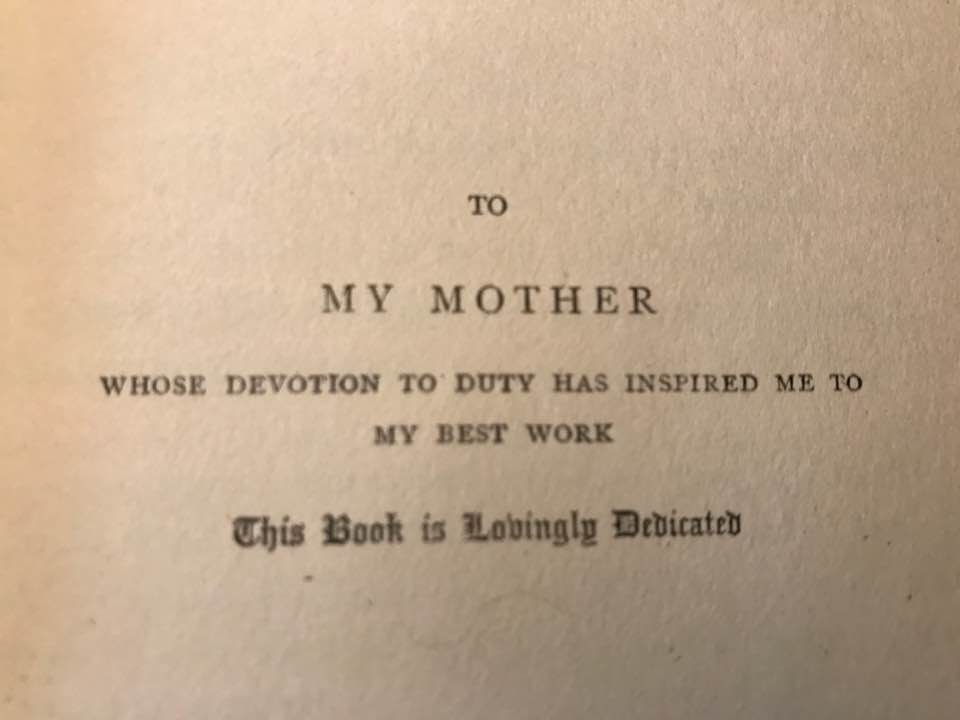 TO
MY MOTHER
WHOSE DEVOTION TO DUTY HAS INSPIRED ME TO
MY BEST WORK
This Book is Lovingly Dedicated